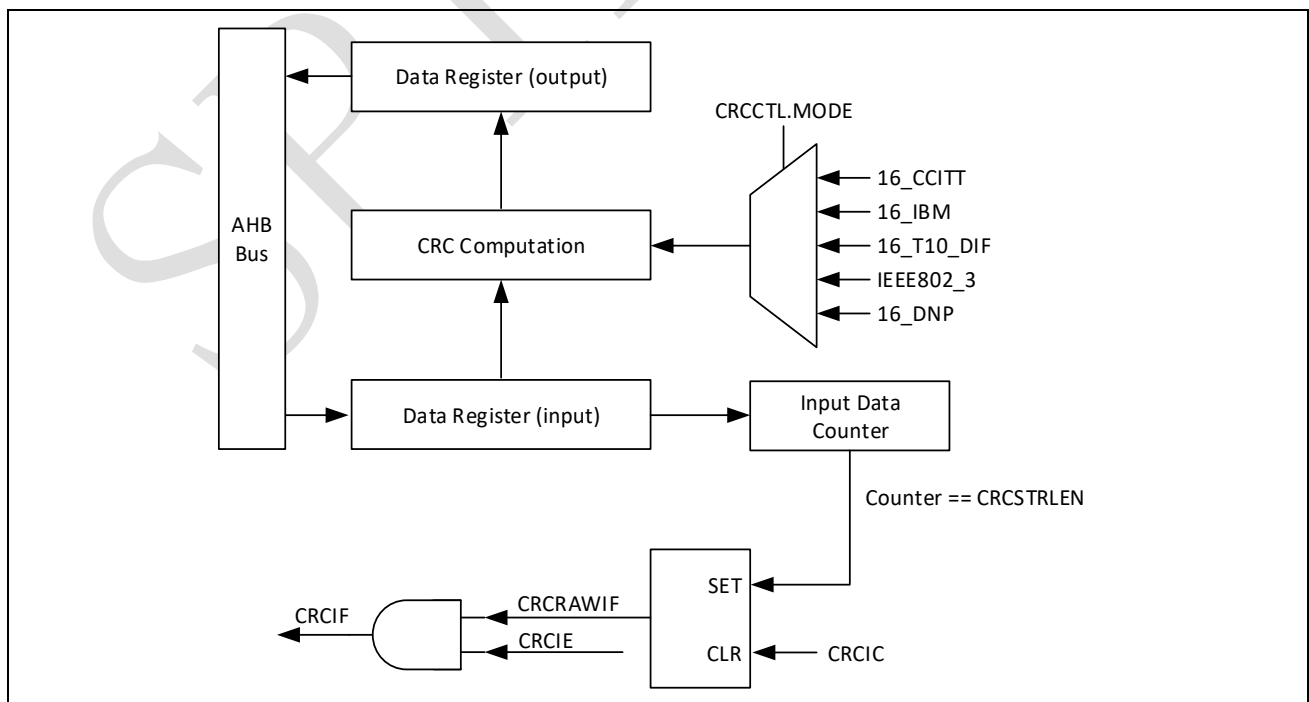 Data Register (output)
CRCCTL.MODE
16_CCITT
16_IBM
AHB
Bus
CRC Computation
16_T10_DIF
IEEE802_3
16_DNP
Data Register (input)
Input Data
Counter
Counter == CRCSTRLEN
SET
CRCRAWIF
CRCIF
CRCIE
CLR
CRCIC